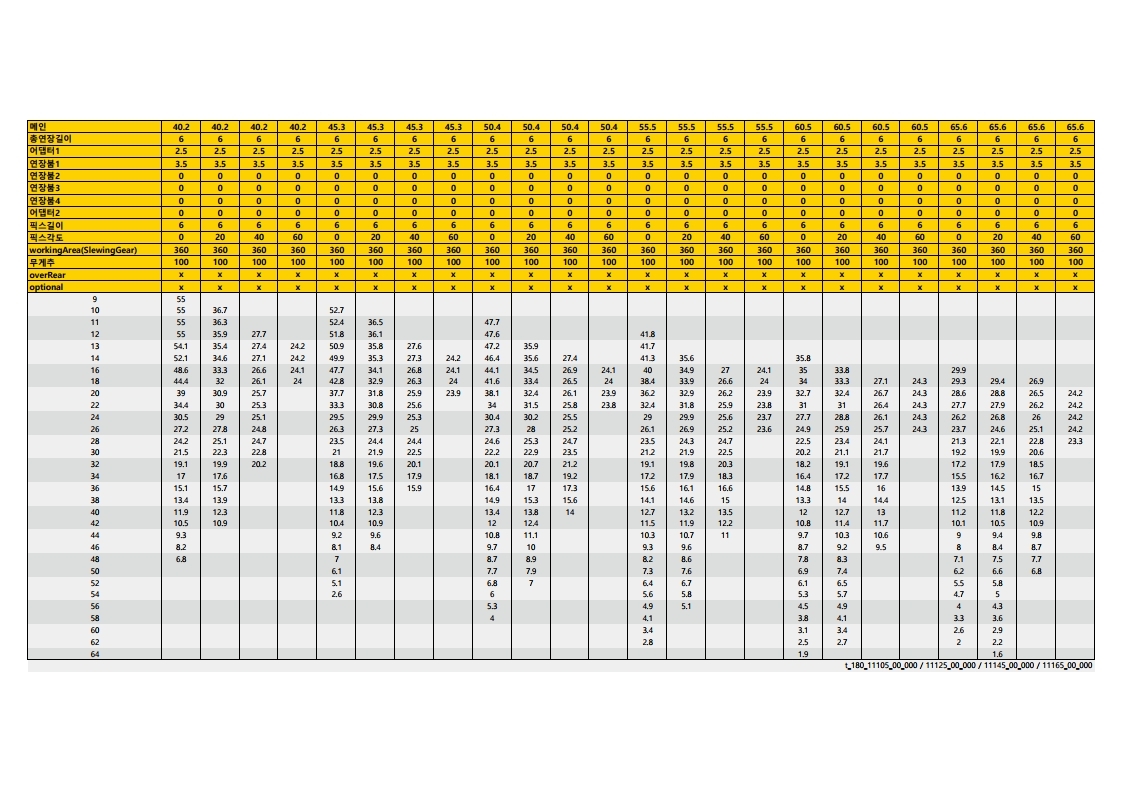 메인 40.2 40.2 40.2 40.2 45.3 45.3 45.3 45.3 50.4 50.4 50.4 50.4 55.5 55.5 55.5 55.5 60.5 60.5 60.5 60.5 65.6 65.6 65.6 65.6
총연장길이 6 6 6 6 6 6 6 6 6 6 6 6 6 6 6 6 6 6 6 6 6 6 6 6
어댑터1 2.5 2.5 2.5 2.5 2.5 2.5 2.5 2.5 2.5 2.5 2.5 2.5 2.5 2.5 2.5 2.5 2.5 2.5 2.5 2.5 2.5 2.5 2.5 2.5
연장붐1 3.5 3.5 3.5 3.5 3.5 3.5 3.5 3.5 3.5 3.5 3.5 3.5 3.5 3.5 3.5 3.5 3.5 3.5 3.5 3.5 3.5 3.5 3.5 3.5
연장붐2 0 0 0 0 0 0 0 0 0 0 0 0 0 0 0 0 0 0 0 0 0 0 0 0
연장붐3 0 0 0 0 0 0 0 0 0 0 0 0 0 0 0 0 0 0 0 0 0 0 0 0
연장붐4 0 0 0 0 0 0 0 0 0 0 0 0 0 0 0 0 0 0 0 0 0 0 0 0
어댑터2 0 0 0 0 0 0 0 0 0 0 0 0 0 0 0 0 0 0 0 0 0 0 0 0
픽스길이 6 6 6 6 6 6 6 6 6 6 6 6 6 6 6 6 6 6 6 6 6 6 6 6
픽스각도 0 20 40 60 0 20 40 60 0 20 40 60 0 20 40 60 0 20 40 60 0 20 40 60
workingArea(SlewingGear) 360 360 360 360 360 360 360 360 360 360 360 360 360 360 360 360 360 360 360 360 360 360 360 360
무게추 100 100 100 100 100 100 100 100 100 100 100 100 100 100 100 100 100 100 100 100 100 100 100 100
overRear x x x x x x x x x x x x x x x x x x x x x x x x
optional x x x x x x x x x x x x x x x x x x x x x x x x
9 55
10 55 36.7 52.7
11 55 36.3 52.4 36.5 47.7
12 55 35.9 27.7 51.8 36.1 47.6 41.8
13 54.1 35.4 27.4 24.2 50.9 35.8 27.6 47.2 35.9 41.7
14 52.1 34.6 27.1 24.2 49.9 35.3 27.3 24.2 46.4 35.6 27.4 41.3 35.6 35.8
16 48.6 33.3 26.6 24.1 47.7 34.1 26.8 24.1 44.1 34.5 26.9 24.1 40 34.9 27 24.1 35 33.8 29.9
18 44.4 32 26.1 24 42.8 32.9 26.3 24 41.6 33.4 26.5 24 38.4 33.9 26.6 24 34 33.3 27.1 24.3 29.3 29.4 26.9
20 39 30.9 25.7 37.7 31.8 25.9 23.9 38.1 32.4 26.1 23.9 36.2 32.9 26.2 23.9 32.7 32.4 26.7 24.3 28.6 28.8 26.5 24.2
22 34.4 30 25.3 33.3 30.8 25.6 34 31.5 25.8 23.8 32.4 31.8 25.9 23.8 31 31 26.4 24.3 27.7 27.9 26.2 24.2
24 30.5 29 25.1 29.5 29.9 25.3 30.4 30.2 25.5 29 29.9 25.6 23.7 27.7 28.8 26.1 24.3 26.2 26.8 26 24.2
26 27.2 27.8 24.8 26.3 27.3 25 27.3 28 25.2 26.1 26.9 25.2 23.6 24.9 25.9 25.7 24.3 23.7 24.6 25.1 24.2
28 24.2 25.1 24.7 23.5 24.4 24.4 24.6 25.3 24.7 23.5 24.3 24.7 22.5 23.4 24.1 21.3 22.1 22.8 23.3
30 21.5 22.3 22.8 21 21.9 22.5 22.2 22.9 23.5 21.2 21.9 22.5 20.2 21.1 21.7 19.2 19.9 20.6
32 19.1 19.9 20.2 18.8 19.6 20.1 20.1 20.7 21.2 19.1 19.8 20.3 18.2 19.1 19.6 17.2 17.9 18.5
34 17 17.6 16.8 17.5 17.9 18.1 18.7 19.2 17.2 17.9 18.3 16.4 17.2 17.7 15.5 16.2 16.7
36 15.1 15.7 14.9 15.6 15.9 16.4 17 17.3 15.6 16.1 16.6 14.8 15.5 16 13.9 14.5 15
38 13.4 13.9 13.3 13.8 14.9 15.3 15.6 14.1 14.6 15 13.3 14 14.4 12.5 13.1 13.5
40 11.9 12.3 11.8 12.3 13.4 13.8 14 12.7 13.2 13.5 12 12.7 13 11.2 11.8 12.2
42 10.5 10.9 10.4 10.9 12 12.4 11.5 11.9 12.2 10.8 11.4 11.7 10.1 10.5 10.9
44 9.3 9.2 9.6 10.8 11.1 10.3 10.7 11 9.7 10.3 10.6 9 9.4 9.8
46 8.2 8.1 8.4 9.7 10 9.3 9.6 8.7 9.2 9.5 8 8.4 8.7
48 6.8 7 8.7 8.9 8.2 8.6 7.8 8.3 7.1 7.5 7.7
50 6.1 7.7 7.9 7.3 7.6 6.9 7.4 6.2 6.6 6.8
52 5.1 6.8 7 6.4 6.7 6.1 6.5 5.5 5.8
54 2.6 6 5.6 5.8 5.3 5.7 4.7 5
56 5.3 4.9 5.1 4.5 4.9 4 4.3
58 4 4.1 3.8 4.1 3.3 3.6
60 3.4 3.1 3.4 2.6 2.9
62 2.8 2.5 2.7 2 2.2
64 1.9 1.6
t_180_11105_00_000 / 11125_00_000 / 11145_00_000 / 11165_00_000